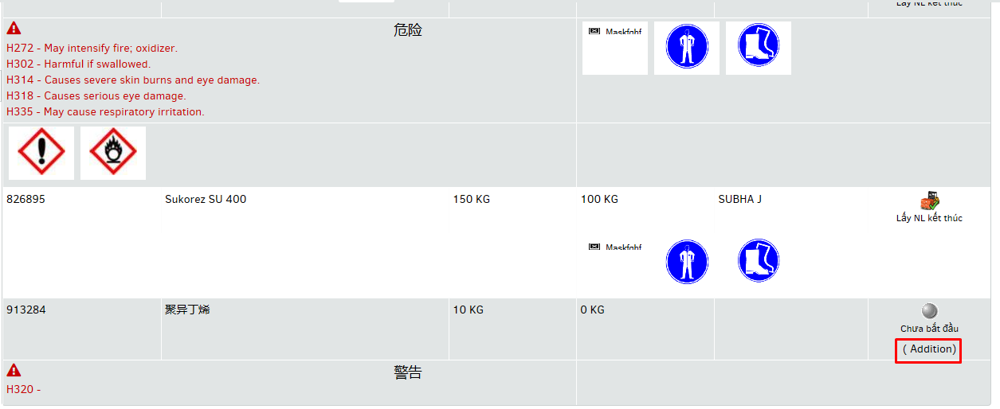 Lấy NL kết thúc
危险
H272 - May intensify fire; oxidizer.
H302 - Harmful if swallowed.
H314 - Causes severe skin burns and eye damage.
H318 - Causes serious eye damage.
H335 - May cause respiratory irritation.
Maskfghf
826895 Sukorez SU 400 150 KG 100 KG SUBHA J
Lấy NL kết thúc
Maskfghf
913284 聚异丁烯 10 KG 0 KG
Chưa bắt đầu
( Addition)
警告
H320 -